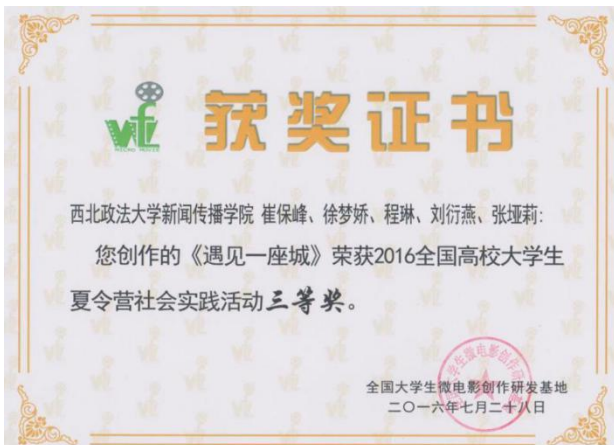 获奖证书
西北政法大学新闻传播学院 崔保峰、徐梦娇、程琳、刘衍燕、张垭莉:
您创作的《遇见一座城》荣获2016全国高校大学生
夏令营社会实践活动三等奖。
全国大学生微电影创作研发基地
二〇一六年七月二十八日